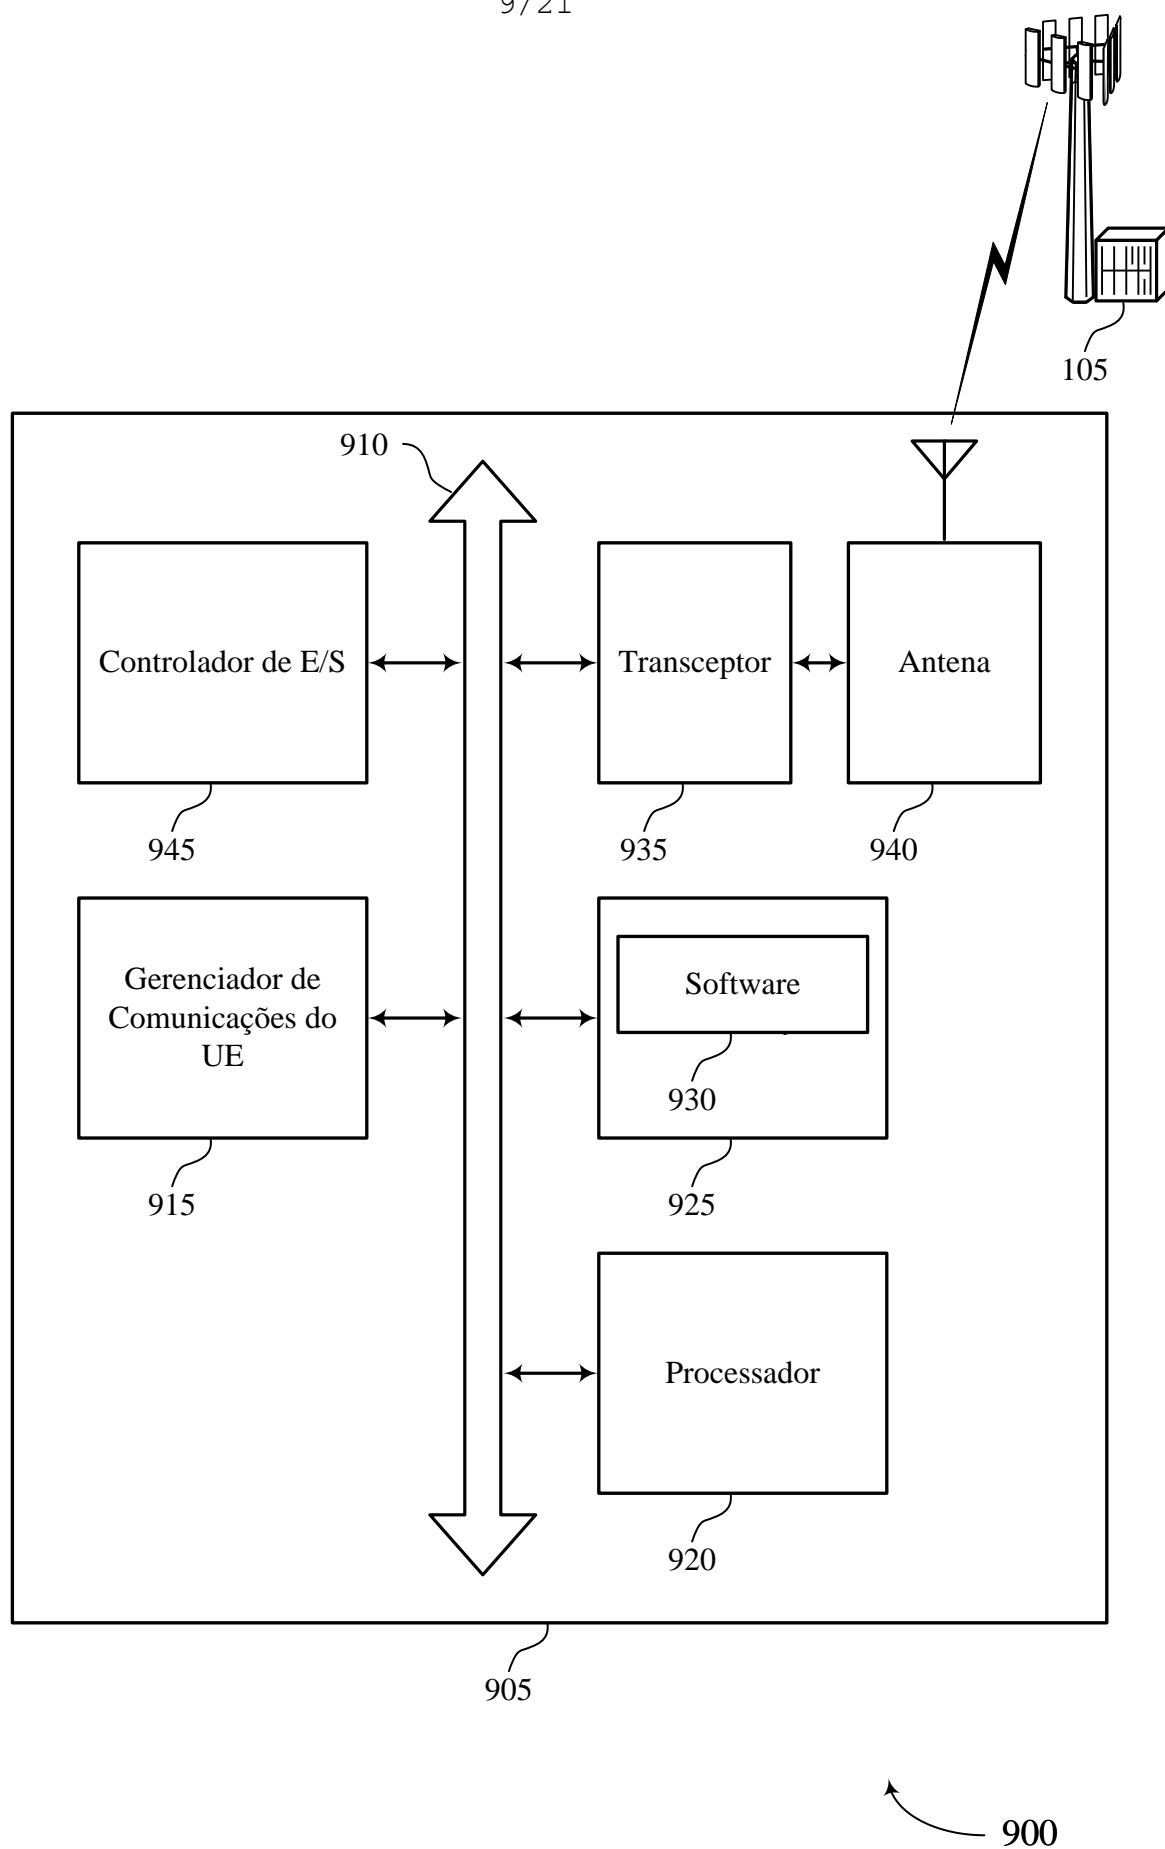 9/21
105
910
Controlador de E/S
Transceptor
Antena
945
935
940
Gerenciador de
Comunicações do
UE
Software
930
915
925
Processador
920
905
900